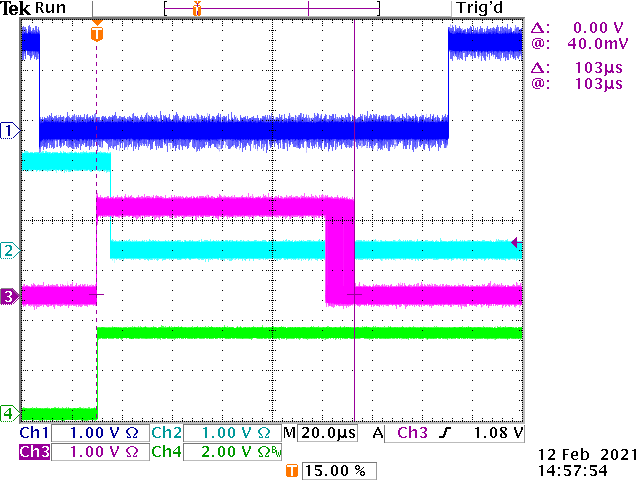 Tek Run Trig'd
T
Δ: 0.00 V
@: 40.0mV
Δ: 103µs
@: 103µs
T
1
2
3
4
Ch1 1.00 V Ω Ch2 1.00 V Ω M 20.0µs A Ch3 1.08 V
Ch3 1.00 V Ω Ch4 2.00 V Ω BW
T 15.00 %
12 Feb 2021
14:57:54